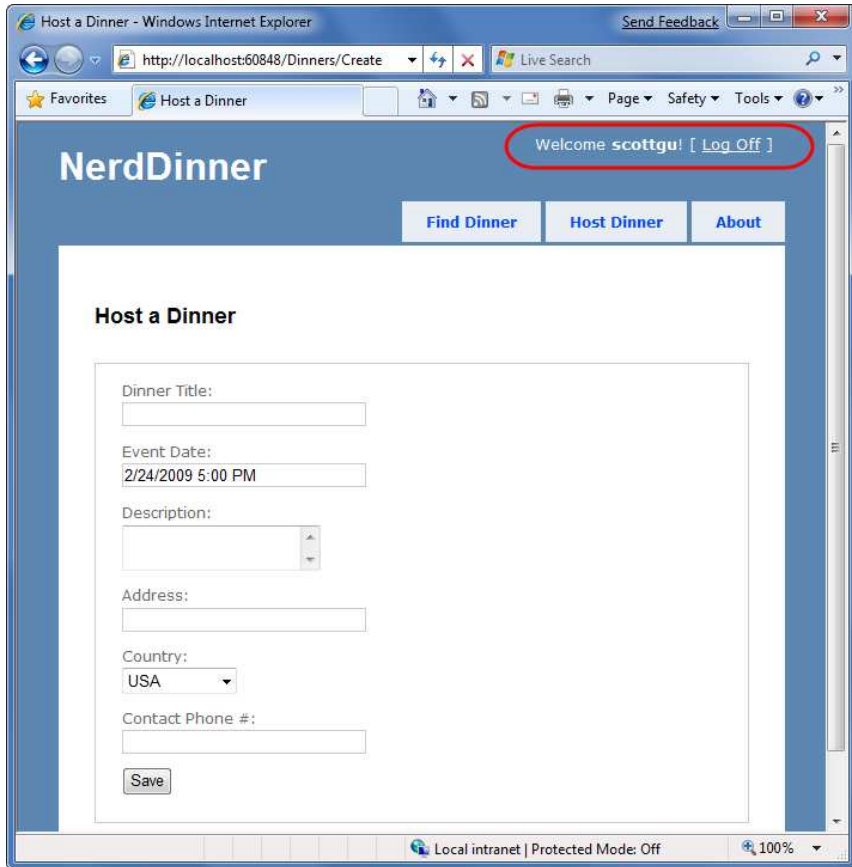 Host a Dinner - Windows Internet Explorer Send Feedback
http://localhost:60848/Dinners/Create Live Search
Favorites Host a Dinner Page Safety Tools
Welcome scottgu! [ Log Off ]
NerdDinner
Find Dinner Host Dinner About
Host a Dinner
Dinner Title:
Event Date:
2/24/2009 5:00 PM
Description:
Address:
Country:
USA
Contact Phone #:
Save
Local intranet | Protected Mode: Off 100%